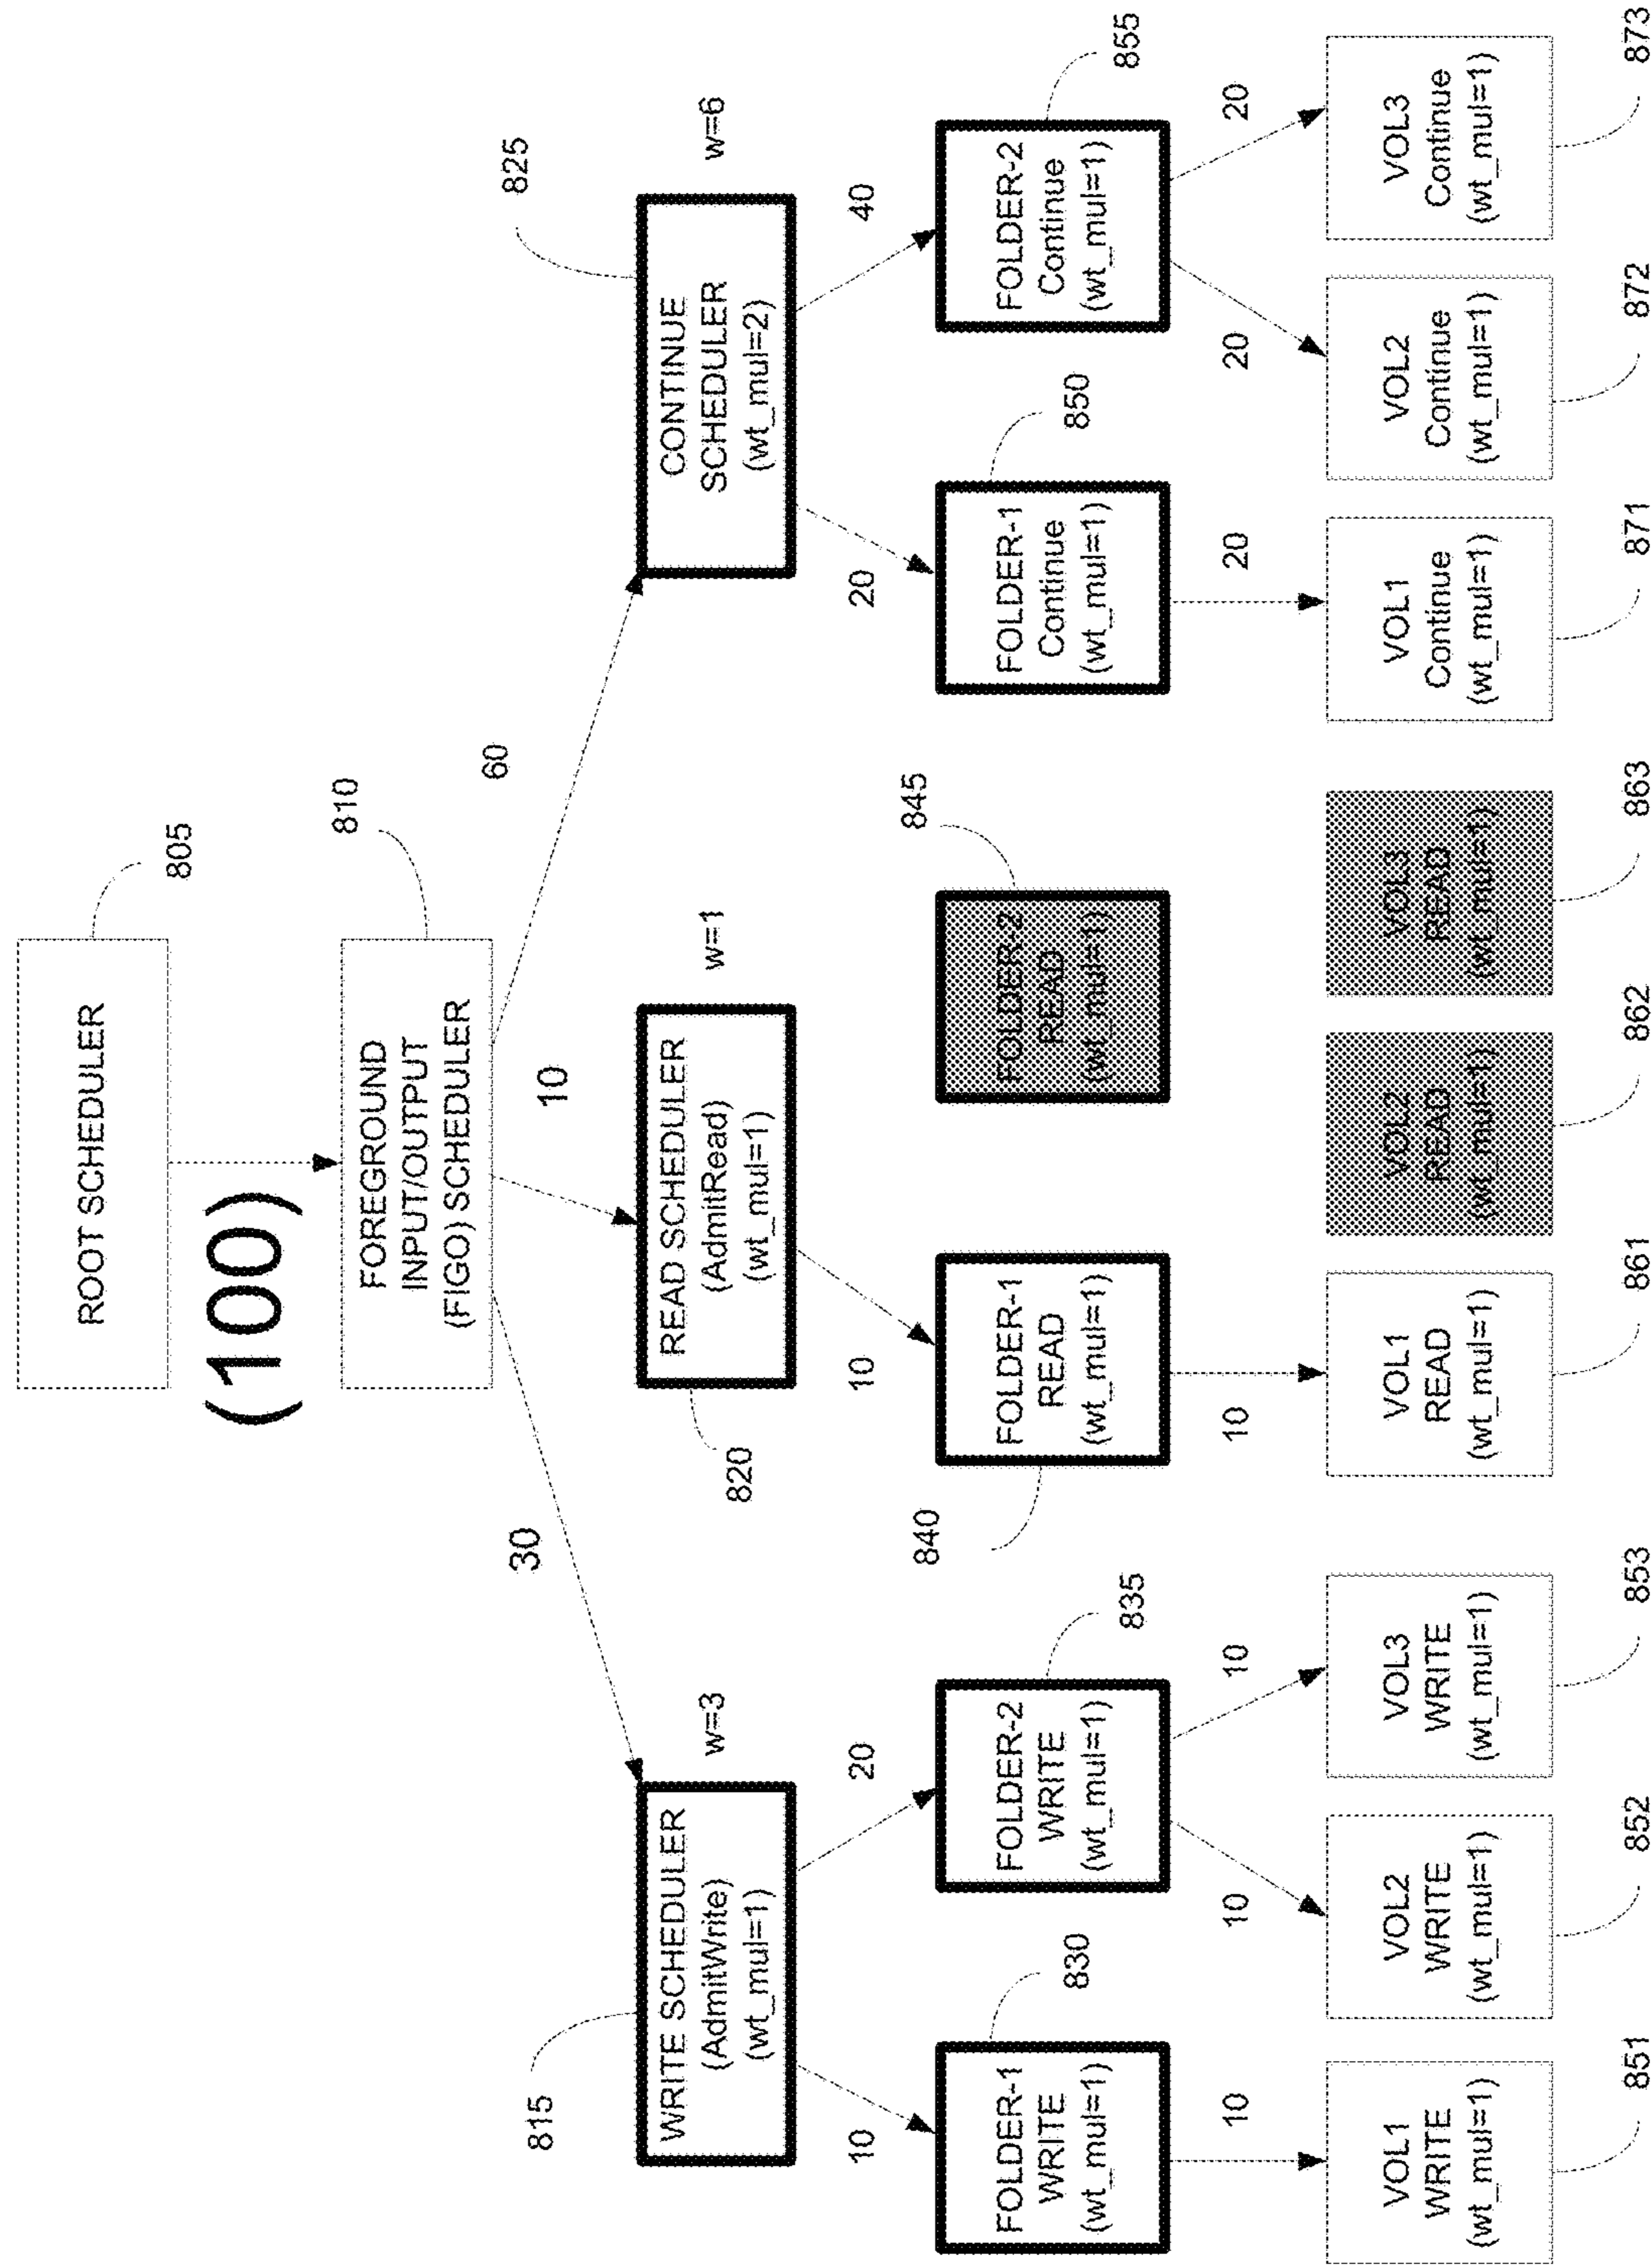 ROOT SCHEDULER
805
(100)
FOREGROUND
INPUT/OUTPUT
(FIGO) SCHEDULER
810
30
10
60
815
WRITE SCHEDULER
(AdmitWrite)
(wt_mul=1)
w=3
820
READ SCHEDULER
(AdmitRead)
(wt_mul=1)
w=1
825
CONTINUE
SCHEDULER
(wt_mul=2)
w=6
10
20
10
20
40
FOLDER-1
WRITE
(wt_mul=1)
830
FOLDER-2
WRITE
(wt_mul=1)
835
840
FOLDER-1
READ
(wt_mul=1)
FOLDER-2
READ
(wt_mul=1)
845
FOLDER-1
Continue
(wt_mul=1)
850
FOLDER-2
Continue
(wt_mul=1)
855
10
10
10
10
20
20
20
VOL1
WRITE
(wt_mul=1)
851
VOL2
WRITE
(wt_mul=1)
852
VOL3
WRITE
(wt_mul=1)
853
VOL1
READ
(wt_mul=1)
861
VOL2
READ
(wt_mul=1)
862
VOL3
READ
(wt_mul=1)
863
VOL1
Continue
(wt_mul=1)
871
VOL2
Continue
(wt_mul=1)
872
VOL3
Continue
(wt_mul=1)
873